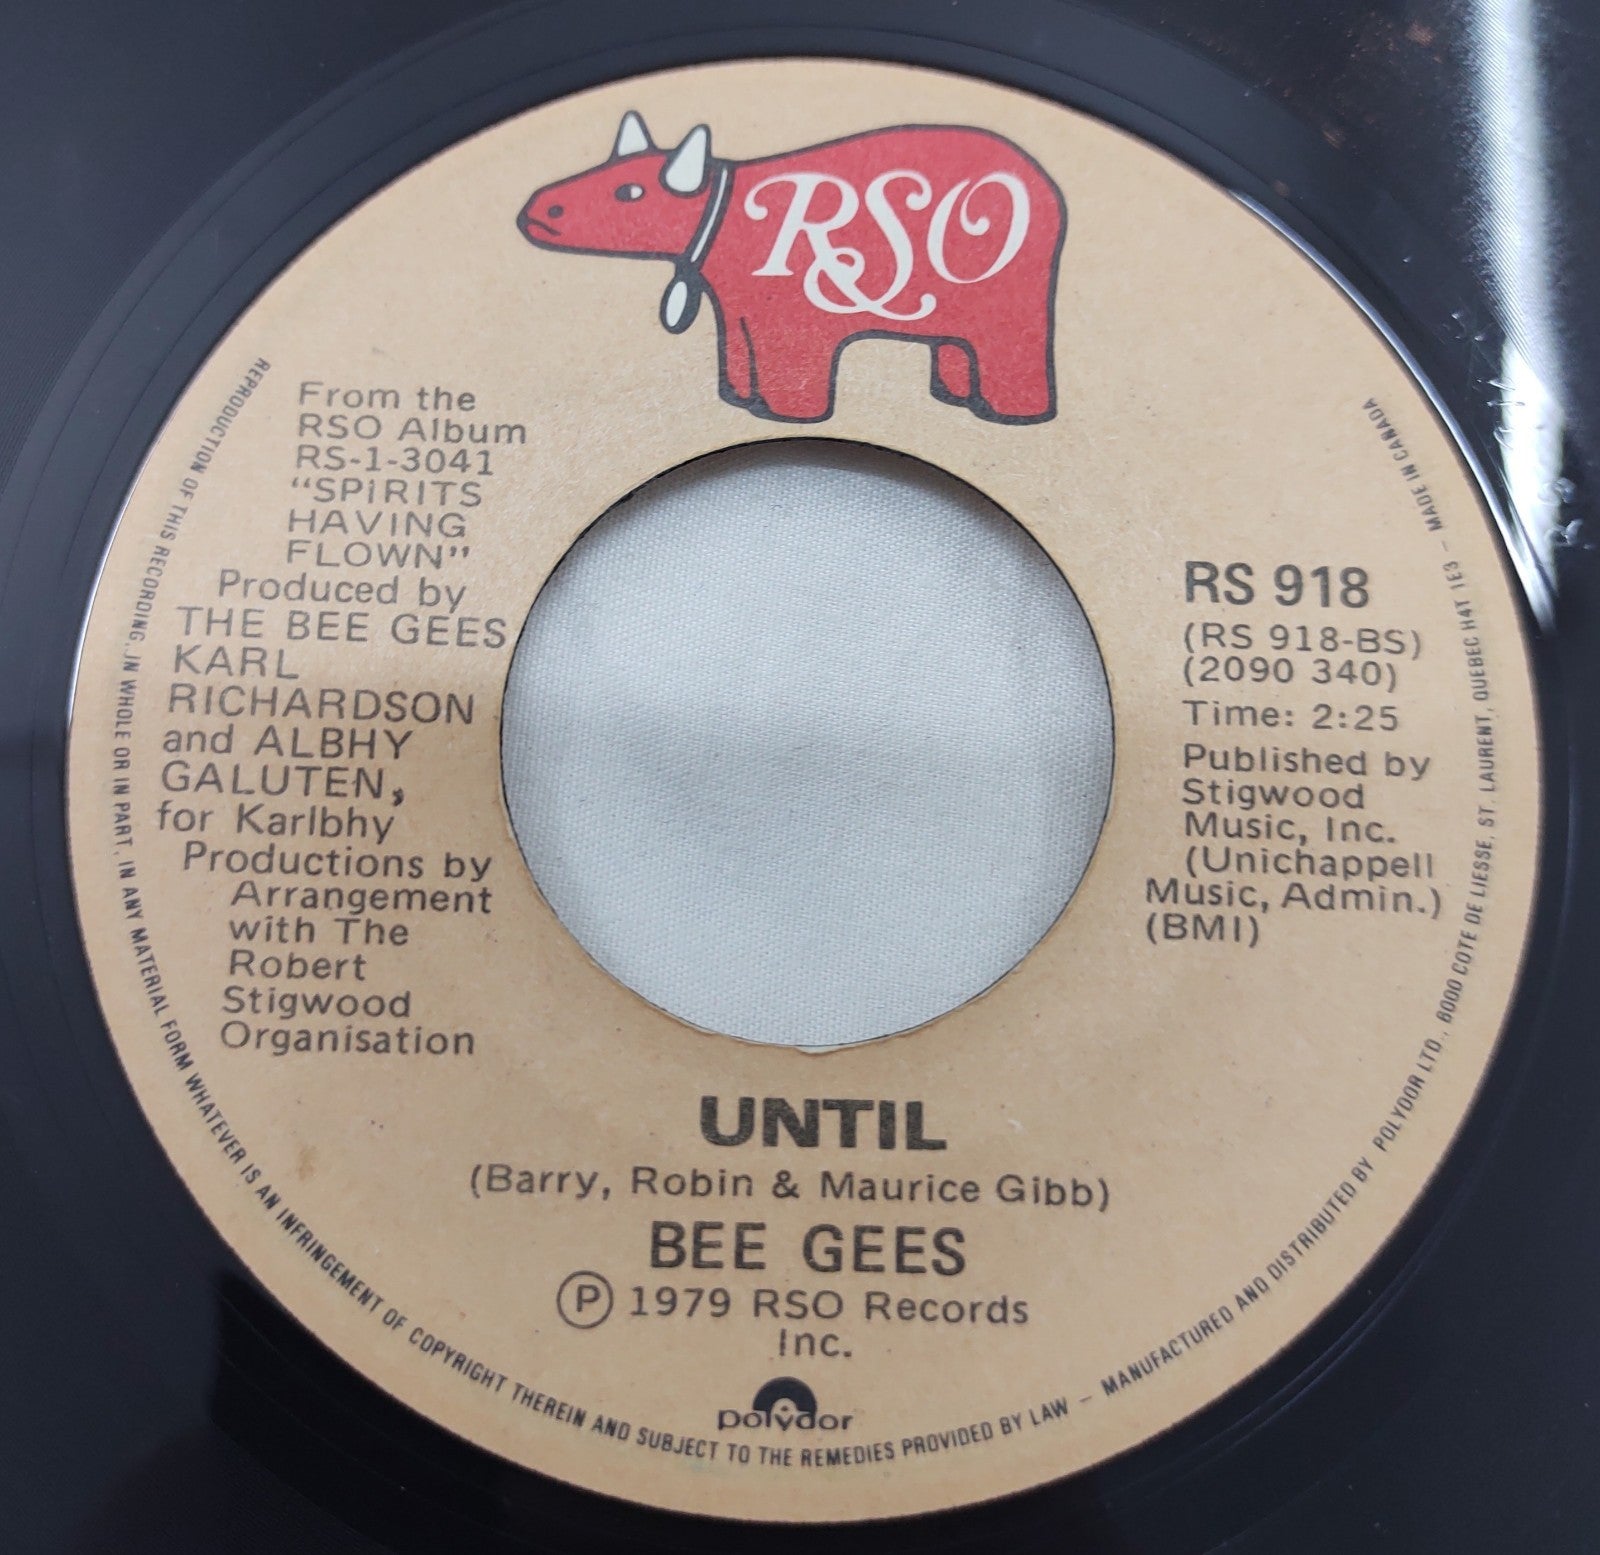 RSO
From the
RSO Album
RS-1-3041
"SPIRITS
HAVING
FLOWN"
Produced by
THE BEE GEES
KARL
RICHARDSON
and ALBHY
GALUTEN,
for Karlbhy
Productions by
Arrangement
with The
Robert
Stigwood
Organisation
RS 918
(RS 918-BS)
(2090 340)
Time: 2:25
Published by
Stigwood
Music, Inc.
(Unichappell
Music, Admin.)
(BMI)
UNTIL
(Barry, Robin & Maurice Gibb)
BEE GEES
Ⓟ 1979 RSO Records
Inc.
polydor
REPRODUCTION OF THIS RECORDING, IN WHOLE OR IN PART, IN ANY MATERIAL FORM WHATEVER IS AN INFRINGEMENT OF COPYRIGHT THEREIN AND SUBJECT TO THE REMEDIES PROVIDED BY LAW – MANUFACTURED AND DISTRIBUTED BY POLYDOR LTD., 6000 COTE DE LIESSE, ST. LAURENT, QUEBEC H4T 1E3 – MADE IN CANADA